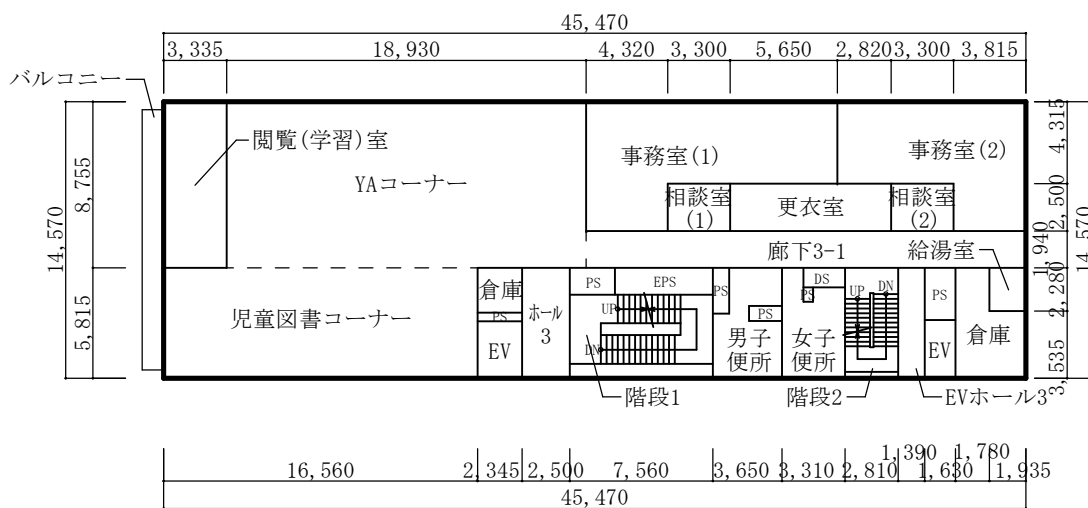 45,470
3,335 18,930 4,320 3,300 5,650 2,820 3,300 3,815
バルコニー
閲覧(学習)室
YAコーナー
事務室(1)
事務室(2)
相談室
(1)
更衣室
相談室
(2)
廊下3-1
給湯室
14,570
8,755
5,815
4,315
2,500
1,940
2,280
3,535
14,570
児童図書コーナー
倉庫
PS
EV
ホール
3
PS
EPS
UP
DN
PS
PS
男子
便所
DS
PS
女子
便所
UP
DN
PS
EV
倉庫
階段1
階段2
EVホール3
16,560 2,345 2,500 7,560 3,650 3,310 2,810 1,390 1,630 1,780 1,935
45,470